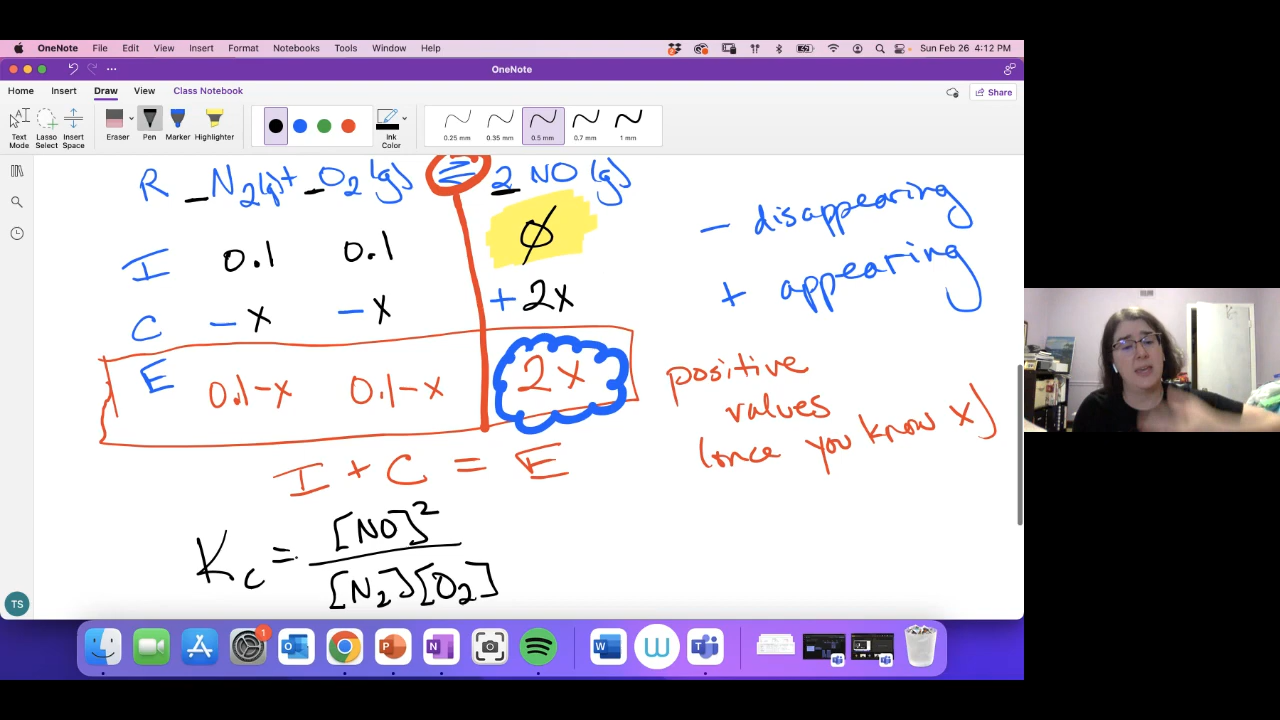 OneNote File Edit View Insert Format Notebooks Tools Window Help Sun Feb 26 4:12 PM
OneNote
Home Insert Draw View Class Notebook Share
Text Mode Lasso Select Insert Space Eraser Pen Marker Highlighter Ink Color 0.25 mm 0.35 mm 0.5 mm 0.7 mm 1 mm
R _N₂(g)+ _O₂(g) ⇌ 2 NO(g)
- disappearing
+ appearing
I 0.1 0.1 ∅
C -x -x +2x
E 0.1-x 0.1-x 2x
positive
values
(once you know x)
I + C = E
Kc = [NO]² / [N₂][O₂]
TS
1